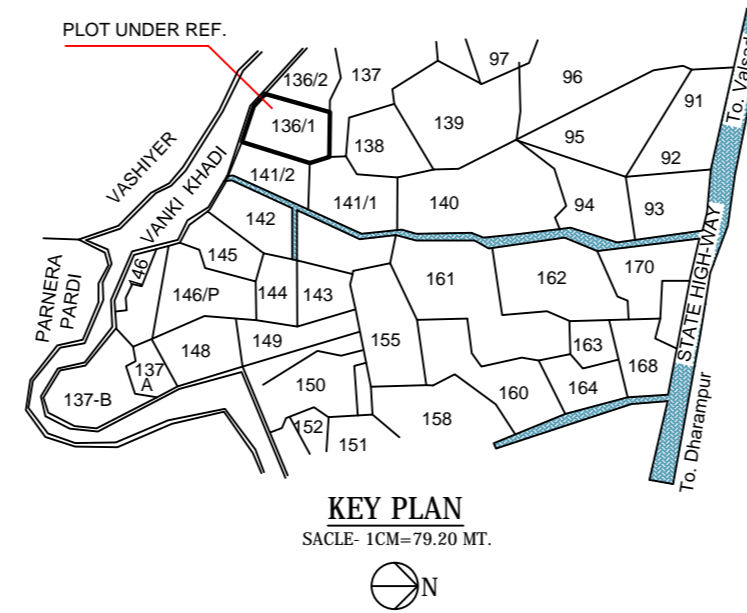 PLOT UNDER REF.
97
136/2
137
96
91
To. Valsad
136/1
139
138
95
92
VASHIYER
VANKI KHADI
141/2
141/1
140
94
93
142
STATE HIGH-WAY
145
146
PARNERA
PARDI
161
162
170
146/P
144
143
149
148
155
163
168
137
A
137-B
150
160
164
158
152
151
To. Dharampur
KEY PLAN
SACLE- 1CM=79.20 MT.
N